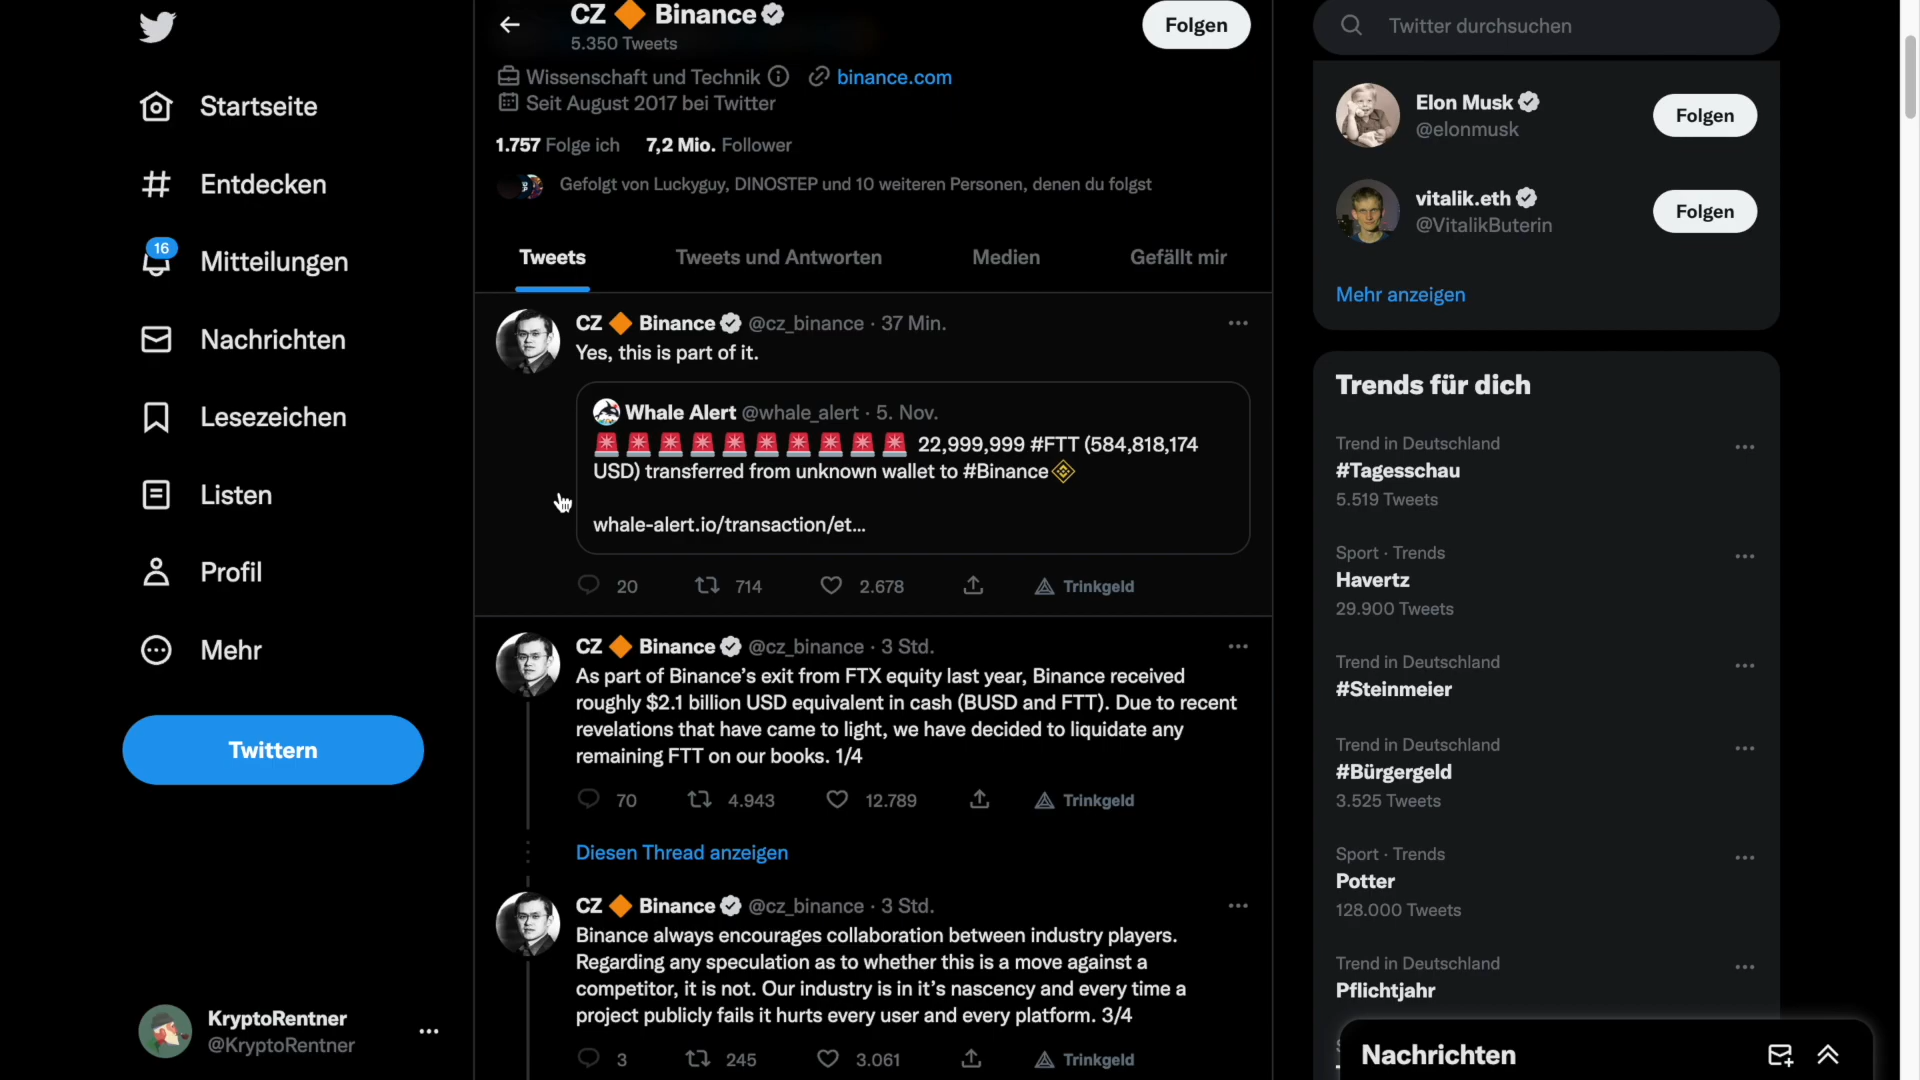 Startseite
Entdecken
16
Mitteilungen
Nachrichten
Lesezeichen
Listen
Profil
Mehr
Twittern
KryptoRentner
@KryptoRentner
CZ 🔶 Binance
5.350 Tweets
Folgen
Wissenschaft und Technik binance.com
Seit August 2017 bei Twitter
1.757 Folge ich 7,2 Mio. Follower
Gefolgt von Luckyguy, DINOSTEP und 10 weiteren Personen, denen du folgst
Tweets Tweets und Antworten Medien Gefällt mir
CZ 🔶 Binance @cz_binance · 37 Min.
Yes, this is part of it.
Whale Alert @whale_alert · 5. Nov.
🚨🚨🚨🚨🚨🚨🚨🚨🚨🚨 22,999,999 #FTT (584,818,174
USD) transferred from unknown wallet to #Binance
whale-alert.io/transaction/et...
20 714 2.678 Trinkgeld
CZ 🔶 Binance @cz_binance · 3 Std.
As part of Binance's exit from FTX equity last year, Binance received
roughly $2.1 billion USD equivalent in cash (BUSD and FTT). Due to recent
revelations that have came to light, we have decided to liquidate any
remaining FTT on our books. 1/4
70 4.943 12.789 Trinkgeld
Diesen Thread anzeigen
CZ 🔶 Binance @cz_binance · 3 Std.
Binance always encourages collaboration between industry players.
Regarding any speculation as to whether this is a move against a
competitor, it is not. Our industry is in it's nascency and every time a
project publicly fails it hurts every user and every platform. 3/4
3 245 3.061 Trinkgeld
Twitter durchsuchen
Elon Musk
@elonmusk
Folgen
vitalik.eth
@VitalikButerin
Folgen
Mehr anzeigen
Trends für dich
Trend in Deutschland
#Tagesschau
5.519 Tweets
Sport · Trends
Havertz
29.900 Tweets
Trend in Deutschland
#Steinmeier
Trend in Deutschland
#Bürgergeld
3.525 Tweets
Sport · Trends
Potter
128.000 Tweets
Trend in Deutschland
Pflichtjahr
Nachrichten